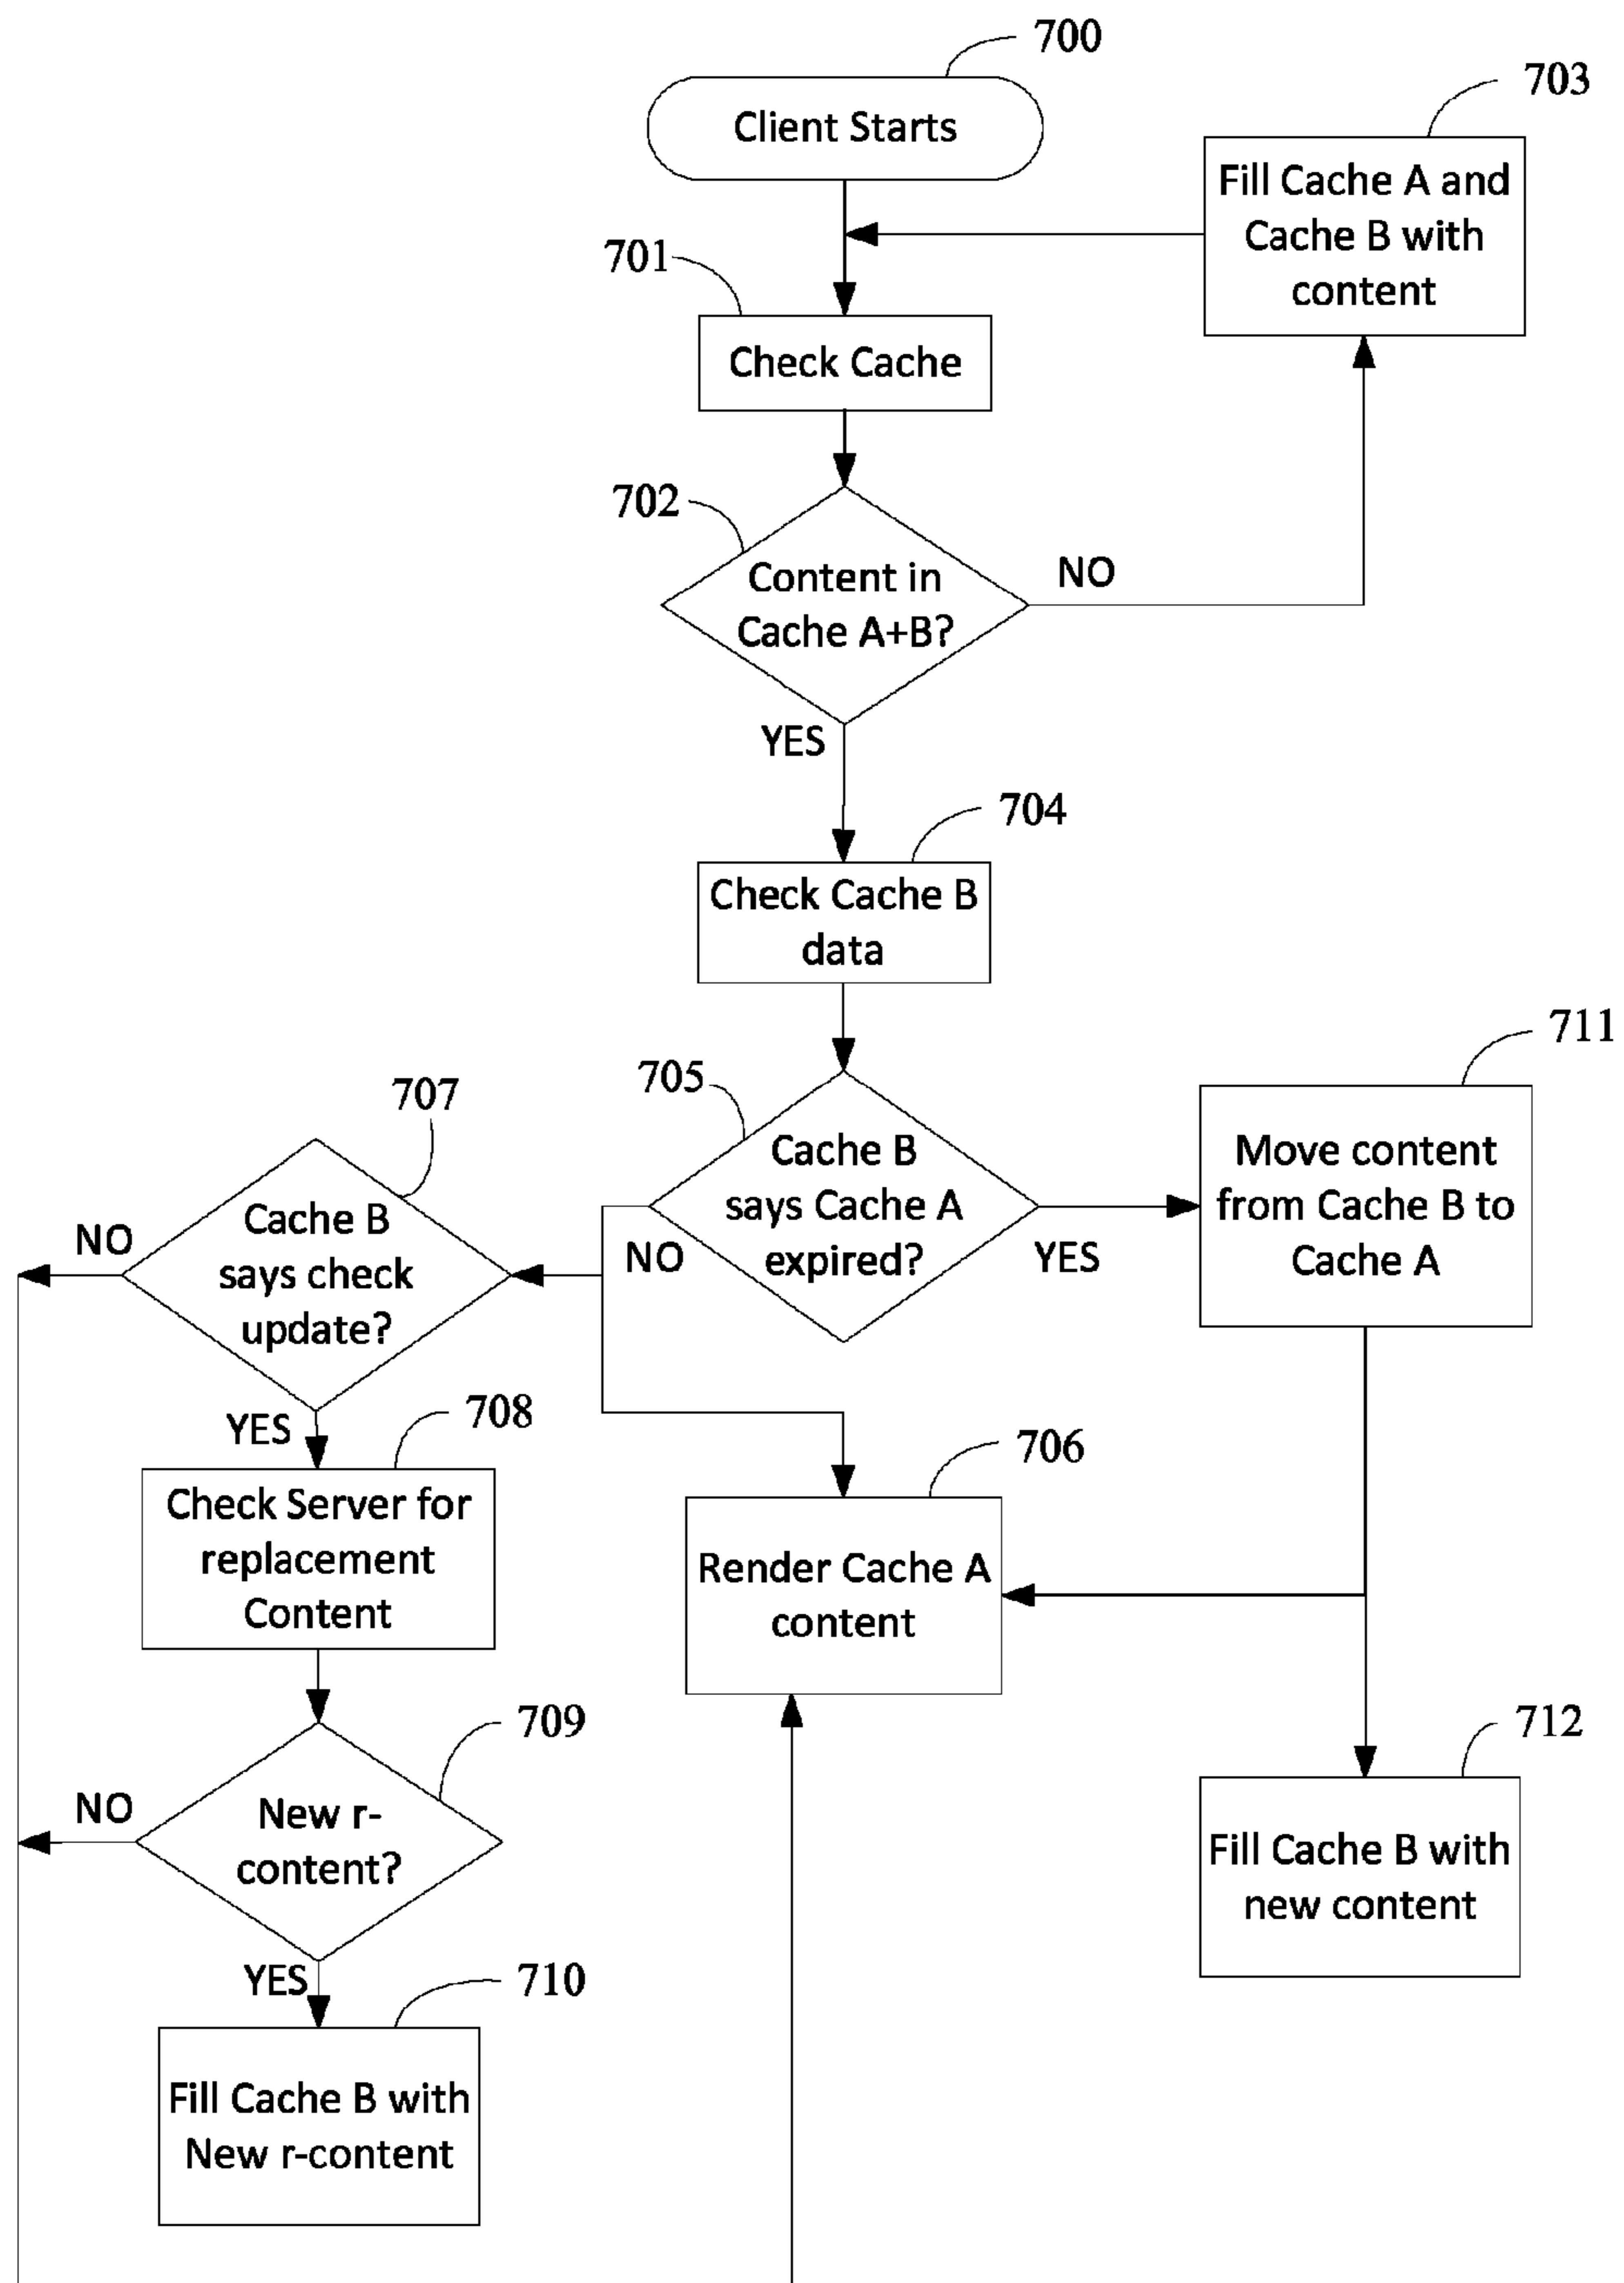 700
Client Starts
703
Fill Cache A and
Cache B with
content
701
Check Cache
702
Content in
Cache A+B?
NO
YES
704
Check Cache B
data
705
Cache B
says Cache A
expired?
NO
YES
711
Move content
from Cache B to
Cache A
707
Cache B
says check
update?
NO
YES
708
Check Server for
replacement
Content
706
Render Cache A
content
709
New r-
content?
NO
YES
712
Fill Cache B with
new content
710
Fill Cache B with
New r-content